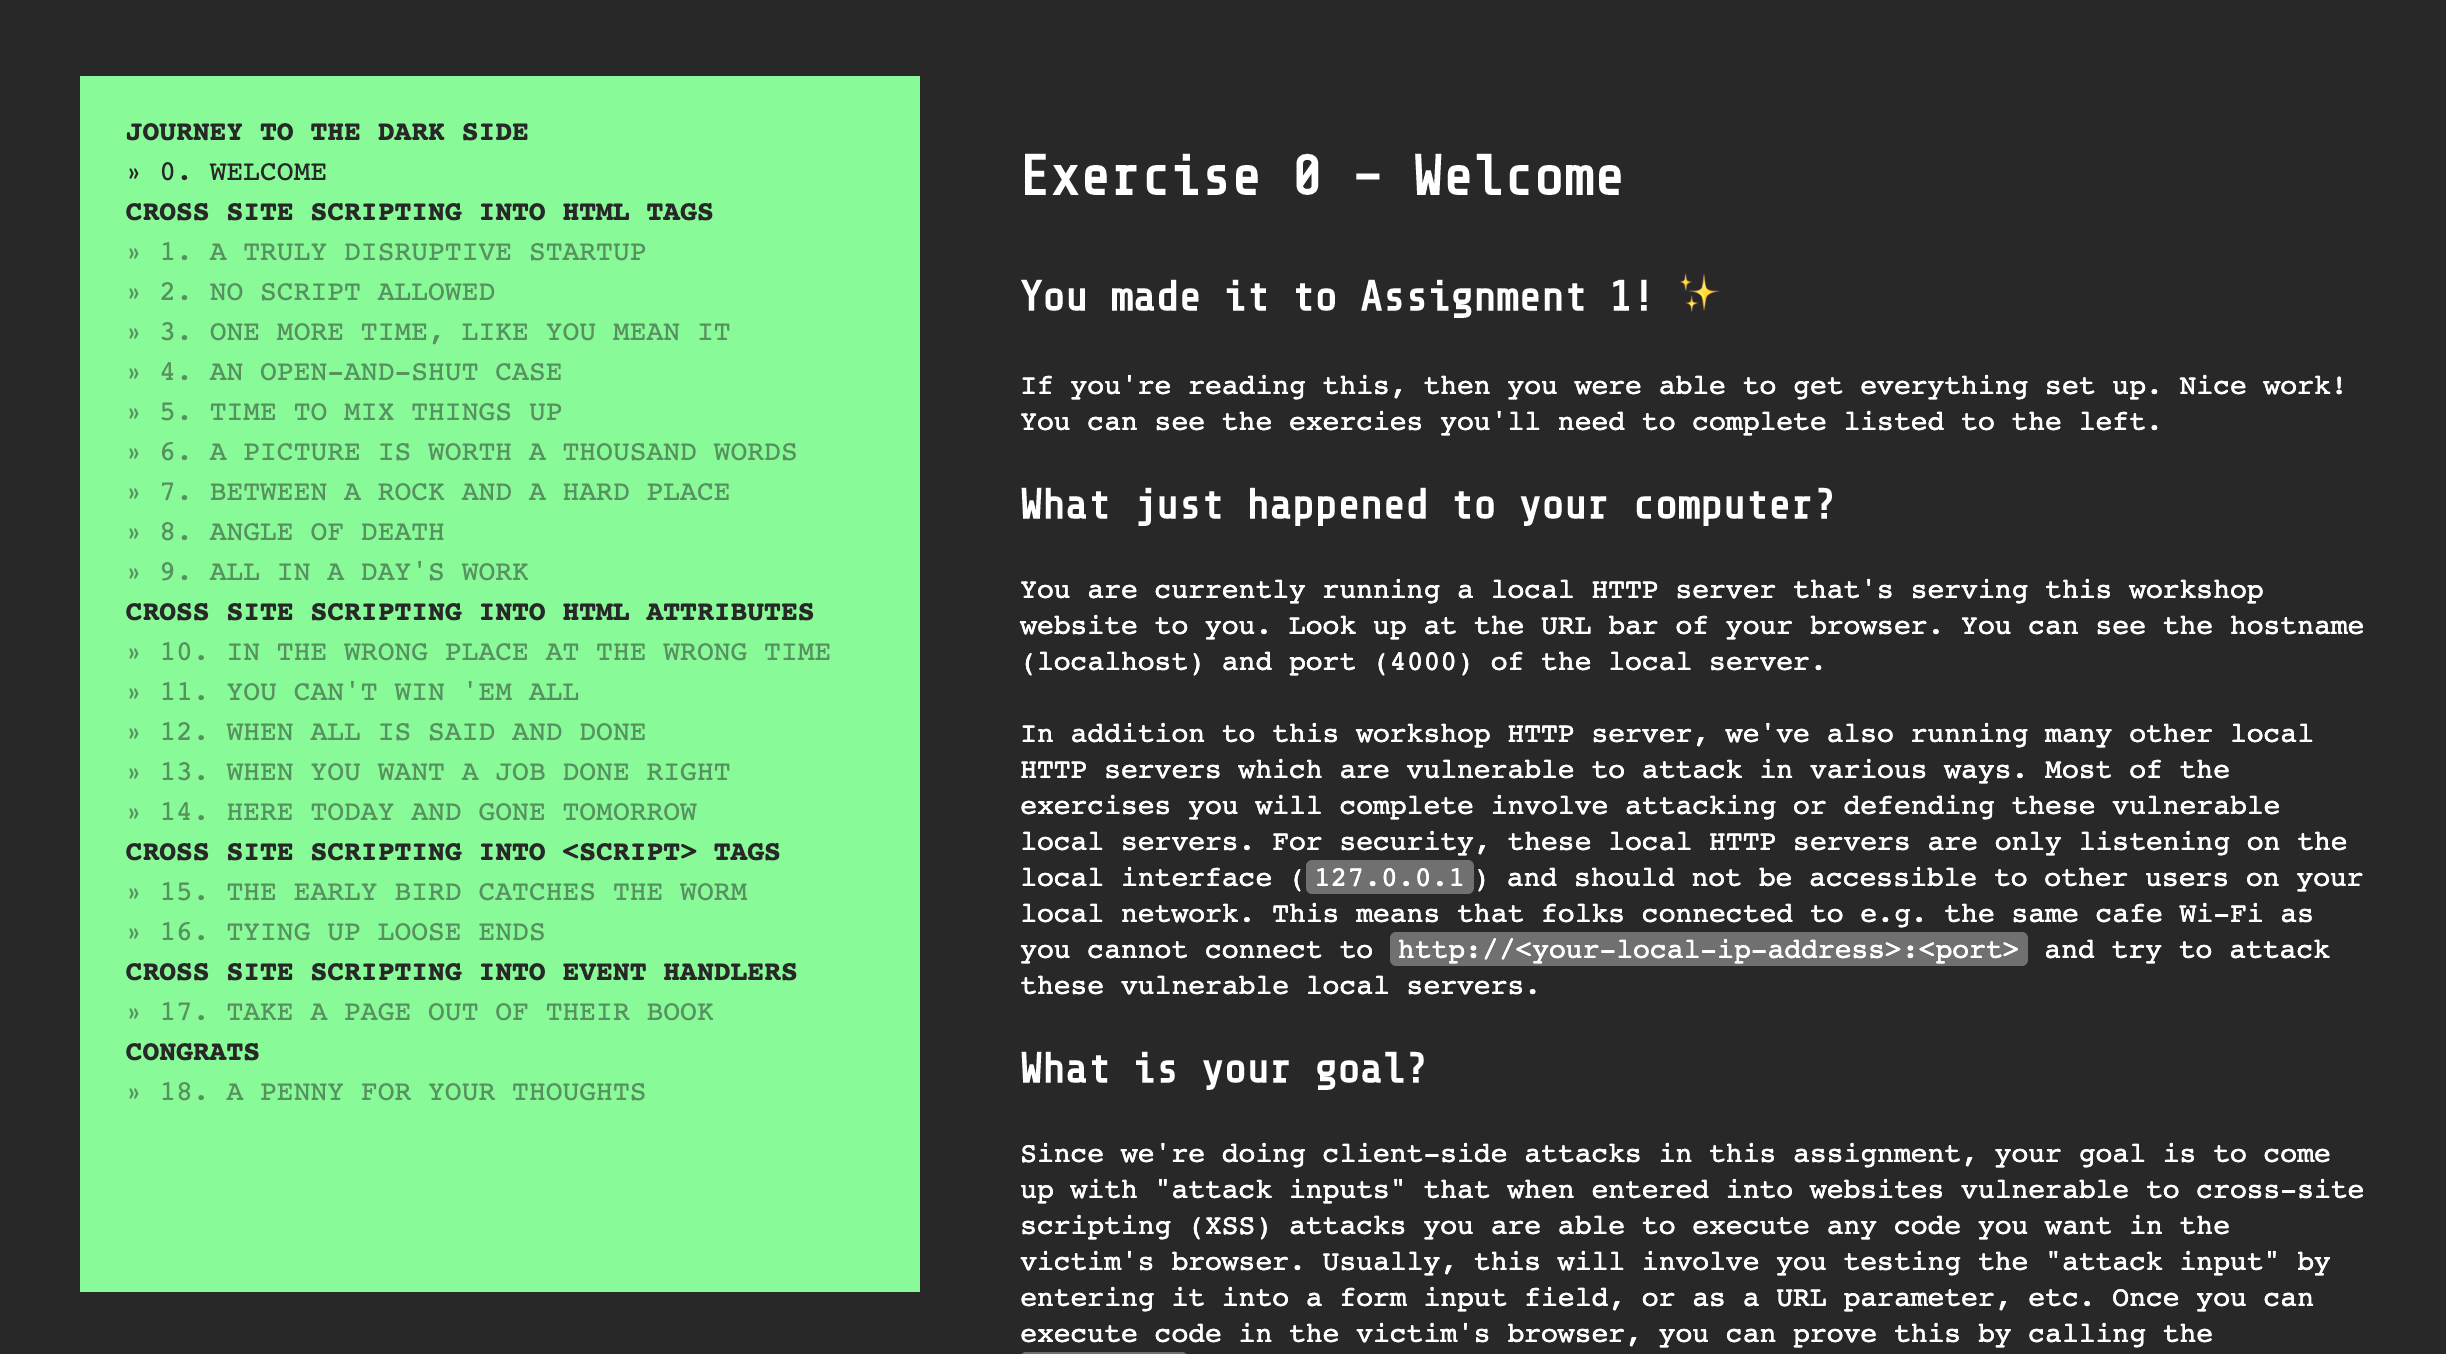 JOURNEY TO THE DARK SIDE
» 0. WELCOME
CROSS SITE SCRIPTING INTO HTML TAGS
» 1. A TRULY DISRUPTIVE STARTUP
» 2. NO SCRIPT ALLOWED
» 3. ONE MORE TIME, LIKE YOU MEAN IT
» 4. AN OPEN-AND-SHUT CASE
» 5. TIME TO MIX THINGS UP
» 6. A PICTURE IS WORTH A THOUSAND WORDS
» 7. BETWEEN A ROCK AND A HARD PLACE
» 8. ANGLE OF DEATH
» 9. ALL IN A DAY'S WORK
CROSS SITE SCRIPTING INTO HTML ATTRIBUTES
» 10. IN THE WRONG PLACE AT THE WRONG TIME
» 11. YOU CAN'T WIN 'EM ALL
» 12. WHEN ALL IS SAID AND DONE
» 13. WHEN YOU WANT A JOB DONE RIGHT
» 14. HERE TODAY AND GONE TOMORROW
CROSS SITE SCRIPTING INTO <SCRIPT> TAGS
» 15. THE EARLY BIRD CATCHES THE WORM
» 16. TYING UP LOOSE ENDS
CROSS SITE SCRIPTING INTO EVENT HANDLERS
» 17. TAKE A PAGE OUT OF THEIR BOOK
CONGRATS
» 18. A PENNY FOR YOUR THOUGHTS
Exercise 0 – Welcome
You made it to Assignment 1! ✨
If you're reading this, then you were able to get everything set up. Nice work!
You can see the exercies you'll need to complete listed to the left.
What just happened to your computer?
You are currently running a local HTTP server that's serving this workshop
website to you. Look up at the URL bar of your browser. You can see the hostname
(localhost) and port (4000) of the local server.
In addition to this workshop HTTP server, we've also running many other local
HTTP servers which are vulnerable to attack in various ways. Most of the
exercises you will complete involve attacking or defending these vulnerable
local servers. For security, these local HTTP servers are only listening on the
local interface (127.0.0.1) and should not be accessible to other users on your
local network. This means that folks connected to e.g. the same cafe Wi-Fi as
you cannot connect to http://<your-local-ip-address>:<port> and try to attack
these vulnerable local servers.
What is your goal?
Since we're doing client-side attacks in this assignment, your goal is to come
up with "attack inputs" that when entered into websites vulnerable to cross-site
scripting (XSS) attacks you are able to execute any code you want in the
victim's browser. Usually, this will involve you testing the "attack input" by
entering it into a form input field, or as a URL parameter, etc. Once you can
execute code in the victim's browser, you can prove this by calling the